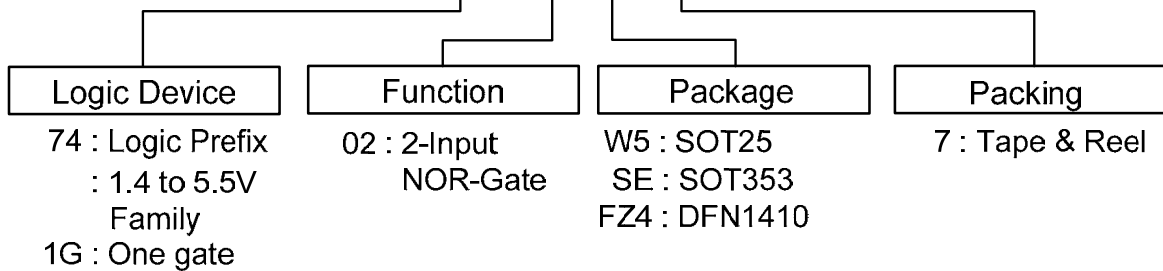 Logic Device
74 : Logic Prefix
: 1.4 to 5.5V
Family
1G : One gate
Function
02 : 2-Input
NOR-Gate
Package
W5 : SOT25
SE : SOT353
FZ4 : DFN1410
Packing
7 : Tape & Reel